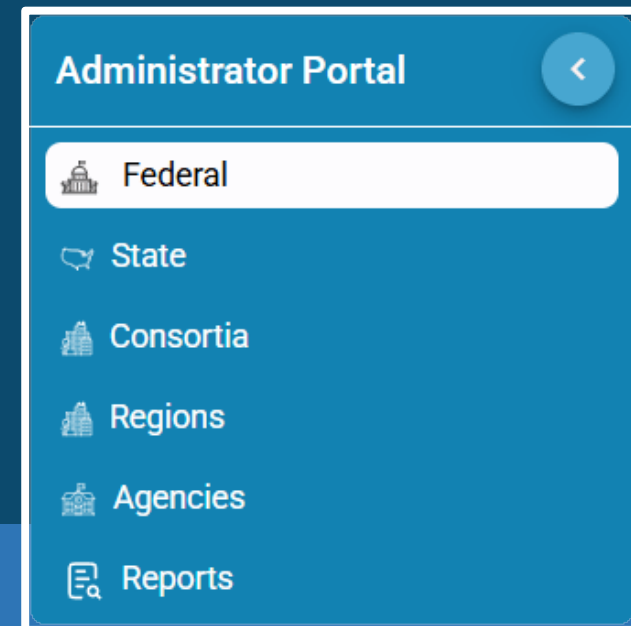 Administrator Portal
Federal
State
Consortia
Regions
Agencies
Reports